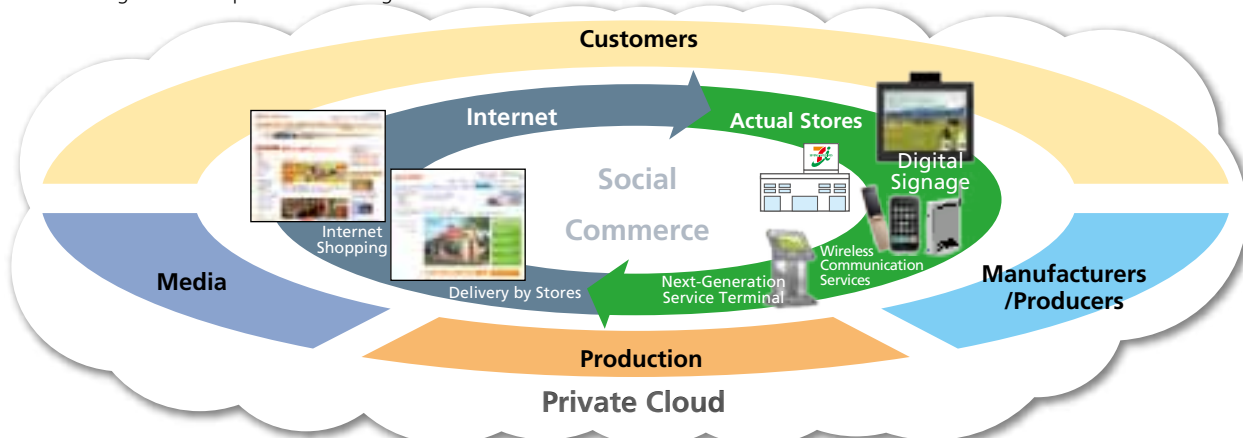 Customers
Internet
Actual Stores
Digital
Signage
Social
Commerce
Internet
Shopping
Wireless
Communication
Services
Media
Delivery by Stores
Next-Generation
Service Terminal
Manufacturers
/Producers
Production
Private Cloud